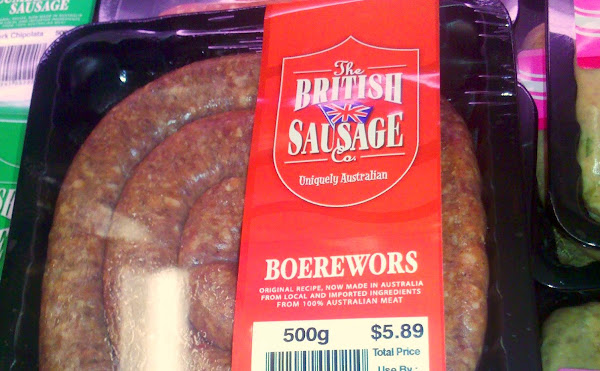 SAUSAGE
Chipolata
The
BRITISH
SAUSAGE
Co.
Uniquely Australian
BOEREWORS
ORIGINAL RECIPE, NOW MADE IN AUSTRALIA
FROM LOCAL AND IMPORTED INGREDIENTS
FROM 100% AUSTRALIAN MEAT
500g $5.89
Total Price
Use By :